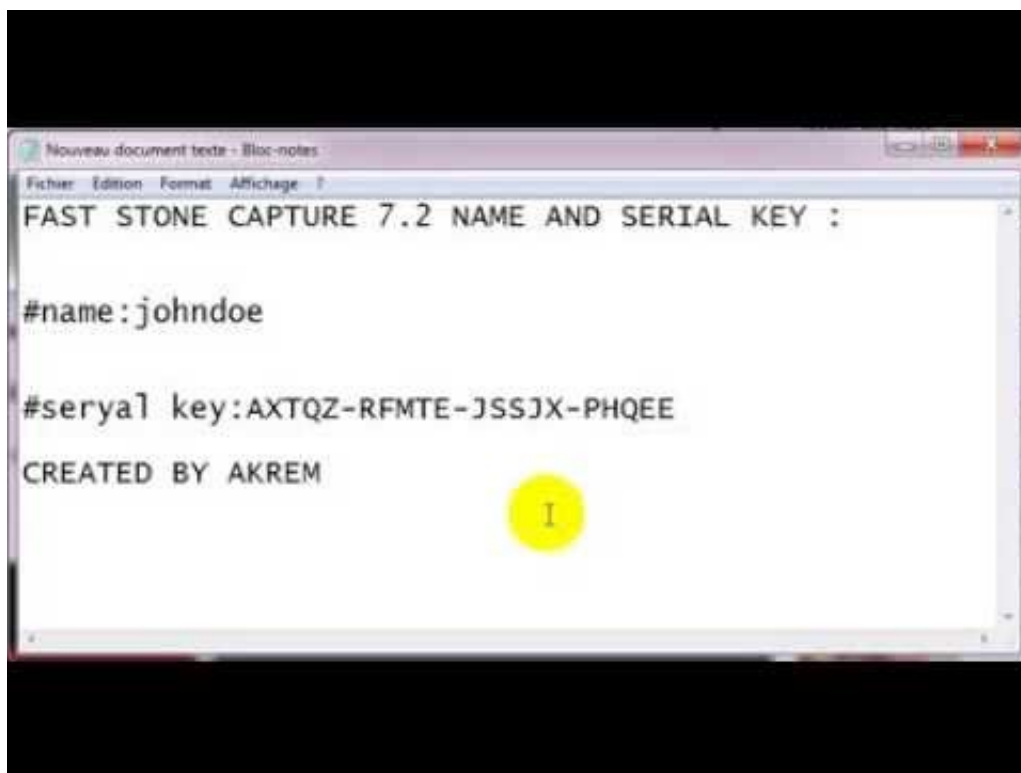 Nouveau document texte - Bloc-notes
Fichier Edition Format Affichage ?
FAST STONE CAPTURE 7.2 NAME AND SERIAL KEY :
#name:johndoe
#seryal key:AXTQZ-RFMTE-JSSJX-PHQEE
CREATED BY AKREM